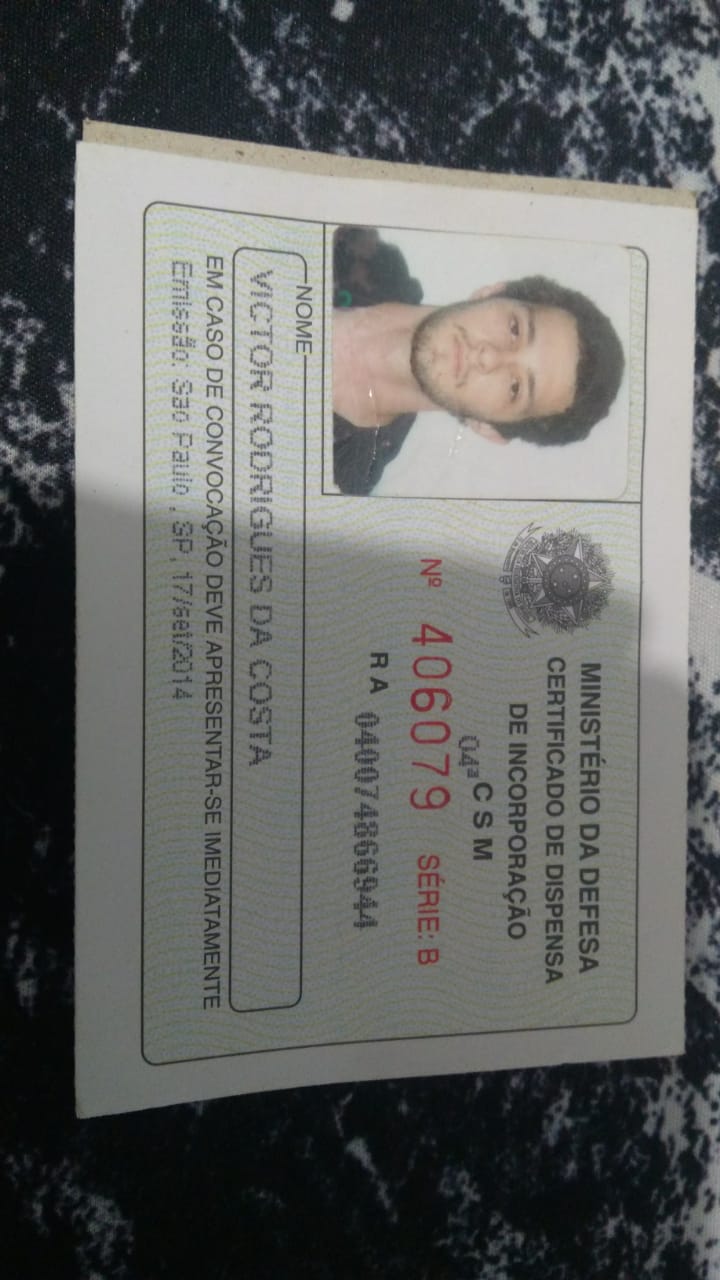 MINISTÉRIO DA DEFESA
CERTIFICADO DE DISPENSA
DE INCORPORAÇÃO
04ª C S M
Nº 406079 SÉRIE: B
R A 040074866944
NOME
VICTOR RODRIGUES DA COSTA
EM CASO DE CONVOCAÇÃO DEVE APRESENTAR-SE IMEDIATAMENTE
Emissão: Sao Paulo , SP, 17/set/2014